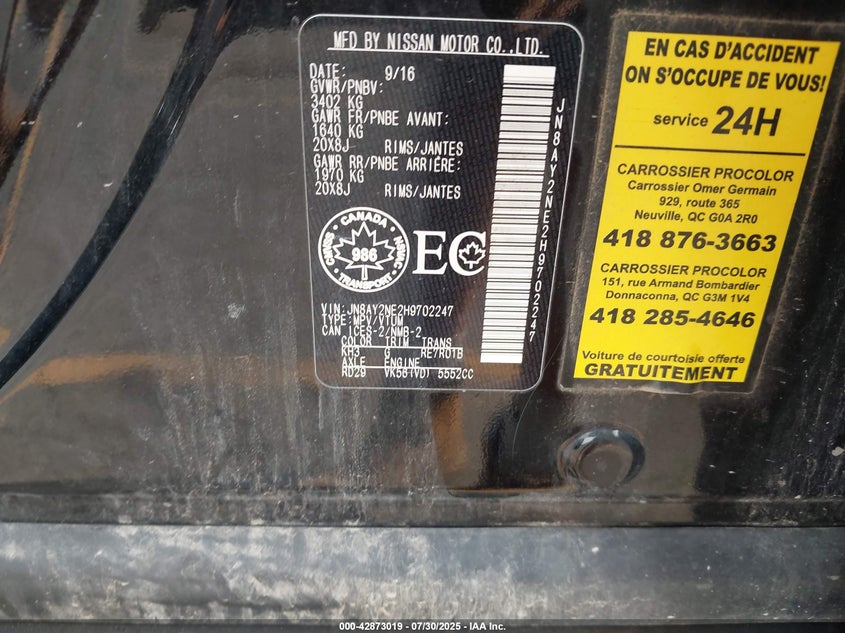 MFD BY NISSAN MOTOR CO.,LTD.
DATE: 9/16
GVWR/PNBV:
3402 KG
GAWR FR/PNBE AVANT:
1640 KG
20X8J RIMS/JANTES
GAWR RR/PNBE ARRIÈRE:
1970 KG
20X8J RIMS/JANTES
CANADA
CMVSS
986
NSVAC
TRANSPORT
EC
VIN: JN8AY2NE2H9702247
TYPE: MPV/VTUM
CAN ICES-2/NMB-2
COLOR TRIM TRANS
KH3 G RE7R01B
AXLE ENGINE
RD29 VK56(VD) 5552CC
JN8AY2NE2H9702247
EN CAS D'ACCIDENT
ON S'OCCUPE DE VOUS!
service 24H
CARROSSIER PROCOLOR
Carrossier Omer Germain
929, route 365
Neuville, QC G0A 2R0
418 876-3663
CARROSSIER PROCOLOR
151, rue Armand Bombardier
Donnaconna, QC G3M 1V4
418 285-4646
Voiture de courtoisie offerte
GRATUITEMENT
000-42873019 - 07/30/2025 - IAA Inc.